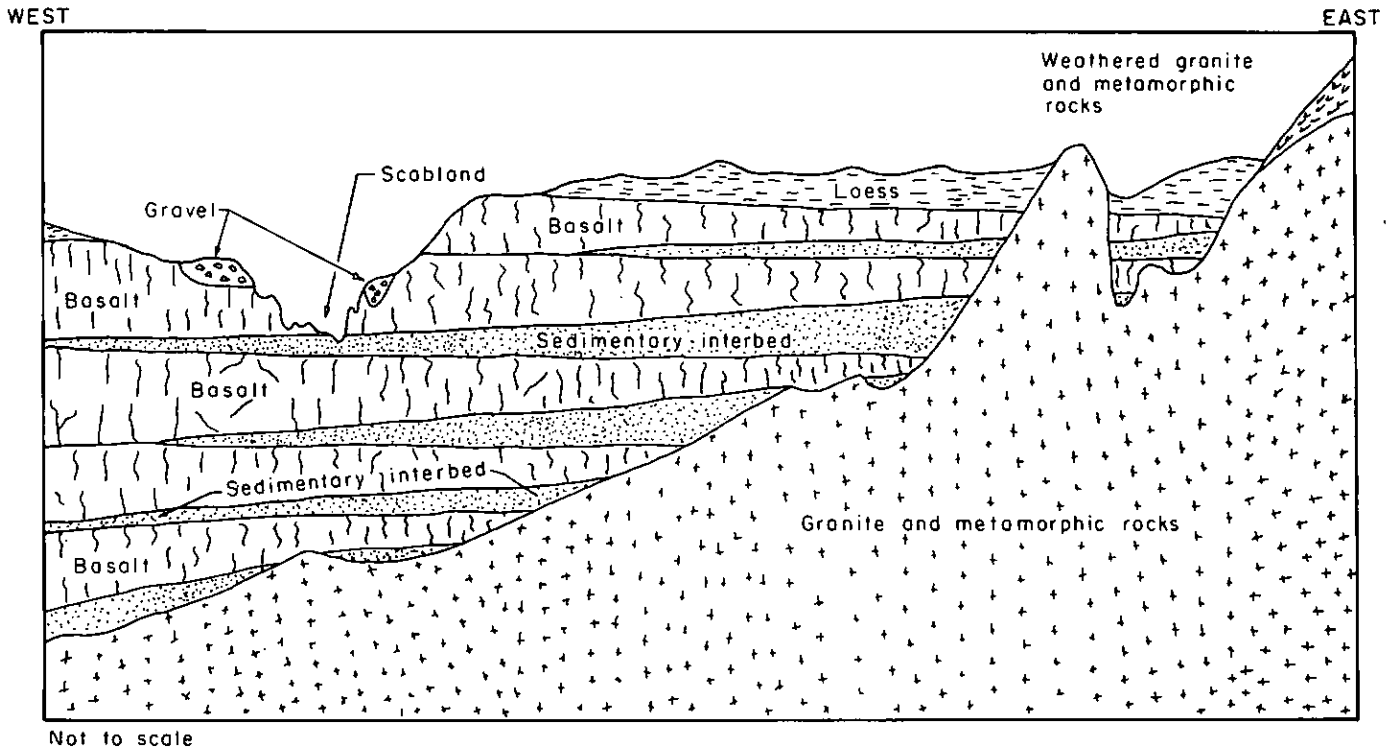 WEST
EAST
Weathered granite
and metamorphic
rocks
Scabland
Gravel
Loess
Basalt
Basalt
Sedimentary interbed
Basalt
Sedimentary interbed
Granite and metamorphic rocks
Basalt
Not to scale